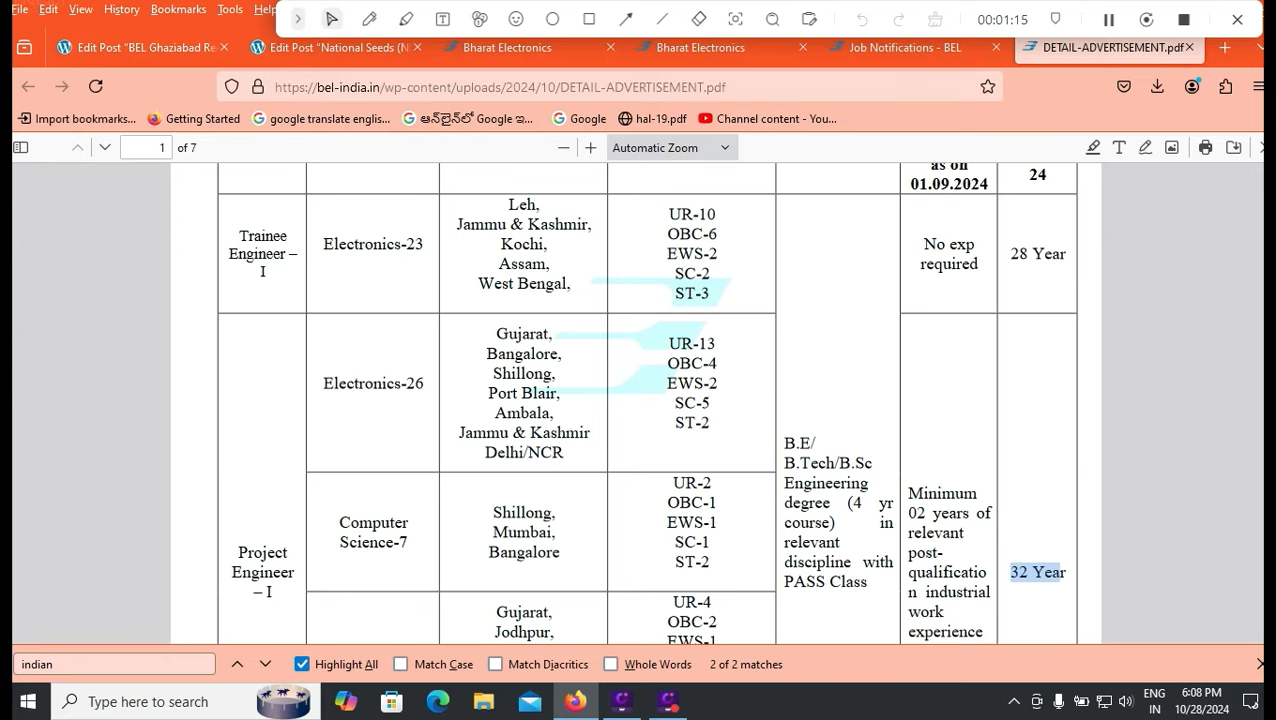 File Edit View History Bookmarks Tools
00:01:15
Edit Post "BEL Ghaziabad Re
Edit Post "National Seeds (N
Bharat Electronics
Bharat Electronics
Job Notifications - BEL
DETAIL-ADVERTISEMENT.pdf
https://bel-india.in/wp-content/uploads/2024/10/DETAIL-ADVERTISEMENT.pdf
Import bookmarks...
Getting Started
google translate englis...
ఆన్‌లైన్‌లో Google ఇ...
Google
hal-19.pdf
Channel content - You...
1 of 7
Automatic Zoom
as on
01.09.2024
24
Trainee
Engineer –
I
Electronics-23
Leh,
Jammu & Kashmir,
Kochi,
Assam,
West Bengal,
UR-10
OBC-6
EWS-2
SC-2
ST-3
No exp
required
28 Year
Project
Engineer
– I
Electronics-26
Gujarat,
Bangalore,
Shillong,
Port Blair,
Ambala,
Jammu & Kashmir
Delhi/NCR
UR-13
OBC-4
EWS-2
SC-5
ST-2
Computer
Science-7
Shillong,
Mumbai,
Bangalore
UR-2
OBC-1
EWS-1
SC-1
ST-2
Gujarat,
Jodhpur,
UR-4
OBC-2
EWS-1
B.E/
B.Tech/B.Sc
Engineering
degree (4 yr
course) in
relevant
discipline with
PASS Class
Minimum
02 years of
relevant
post-
qualificatio
n industrial
work
experience
32 Year
indian
Highlight All
Match Case
Match Diacritics
Whole Words
2 of 2 matches
Type here to search
ENG
IN
6:08 PM
10/28/2024